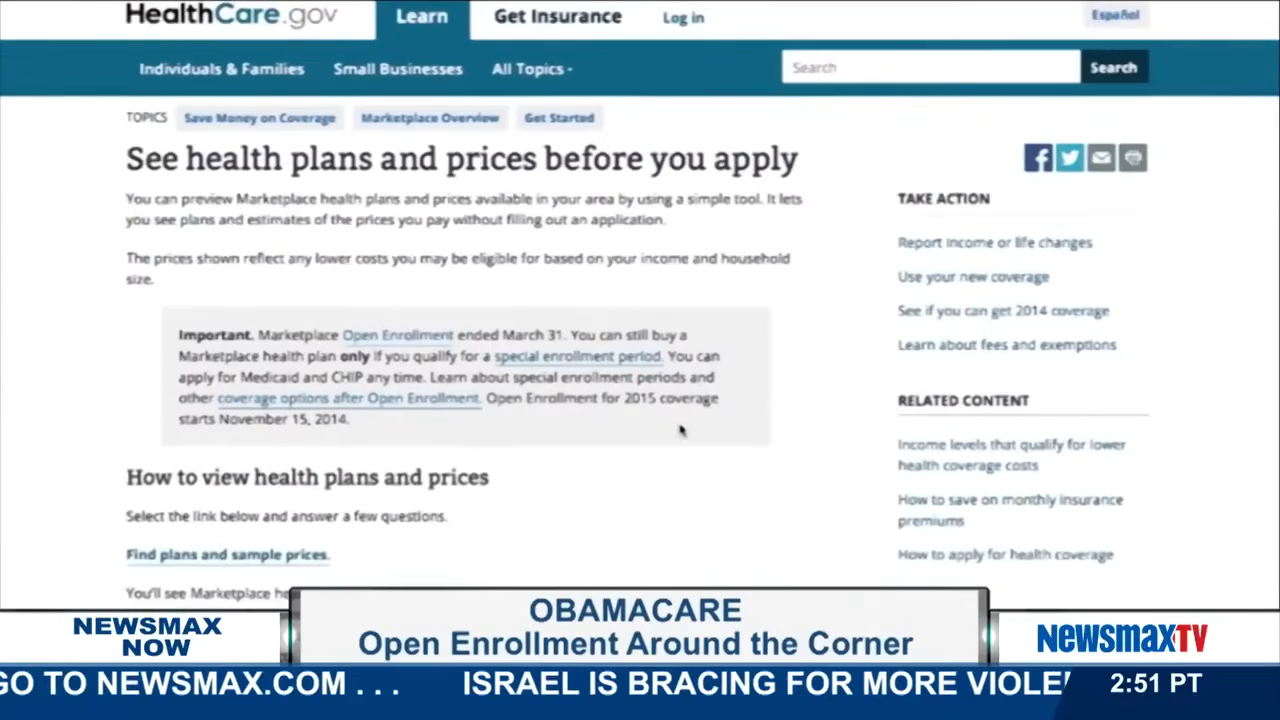 HealthCare.gov
Learn
Get Insurance
Log in
Español
Individuals & Families
Small Businesses
All Topics
Search
Search
TOPICS
Save Money on Coverage
Marketplace Overview
Get Started
See health plans and prices before you apply
You can preview Marketplace health plans and prices available in your area by using a simple tool. It lets
you see plans and estimates of the prices you pay without filling out an application.
The prices shown reflect any lower costs you may be eligible for based on your income and household
size.
Important. Marketplace Open Enrollment ended March 31. You can still buy a
Marketplace health plan only if you qualify for a special enrollment period. You can
apply for Medicaid and CHIP any time. Learn about special enrollment periods and
other coverage options after Open Enrollment. Open Enrollment for 2015 coverage
starts November 15, 2014.
How to view health plans and prices
Select the link below and answer a few questions.
Find plans and sample prices.
You'll see Marketplace he
TAKE ACTION
Report income or life changes
Use your new coverage
See if you can get 2014 coverage
Learn about fees and exemptions
RELATED CONTENT
Income levels that qualify for lower
health coverage costs
How to save on monthly insurance
premiums
How to apply for health coverage
NEWSMAX
NOW
OBAMACARE
Open Enrollment Around the Corner
NewsmaxTV
GO TO NEWSMAX.COM . . . ISRAEL IS BRACING FOR MORE VIOLE
2:51 PT